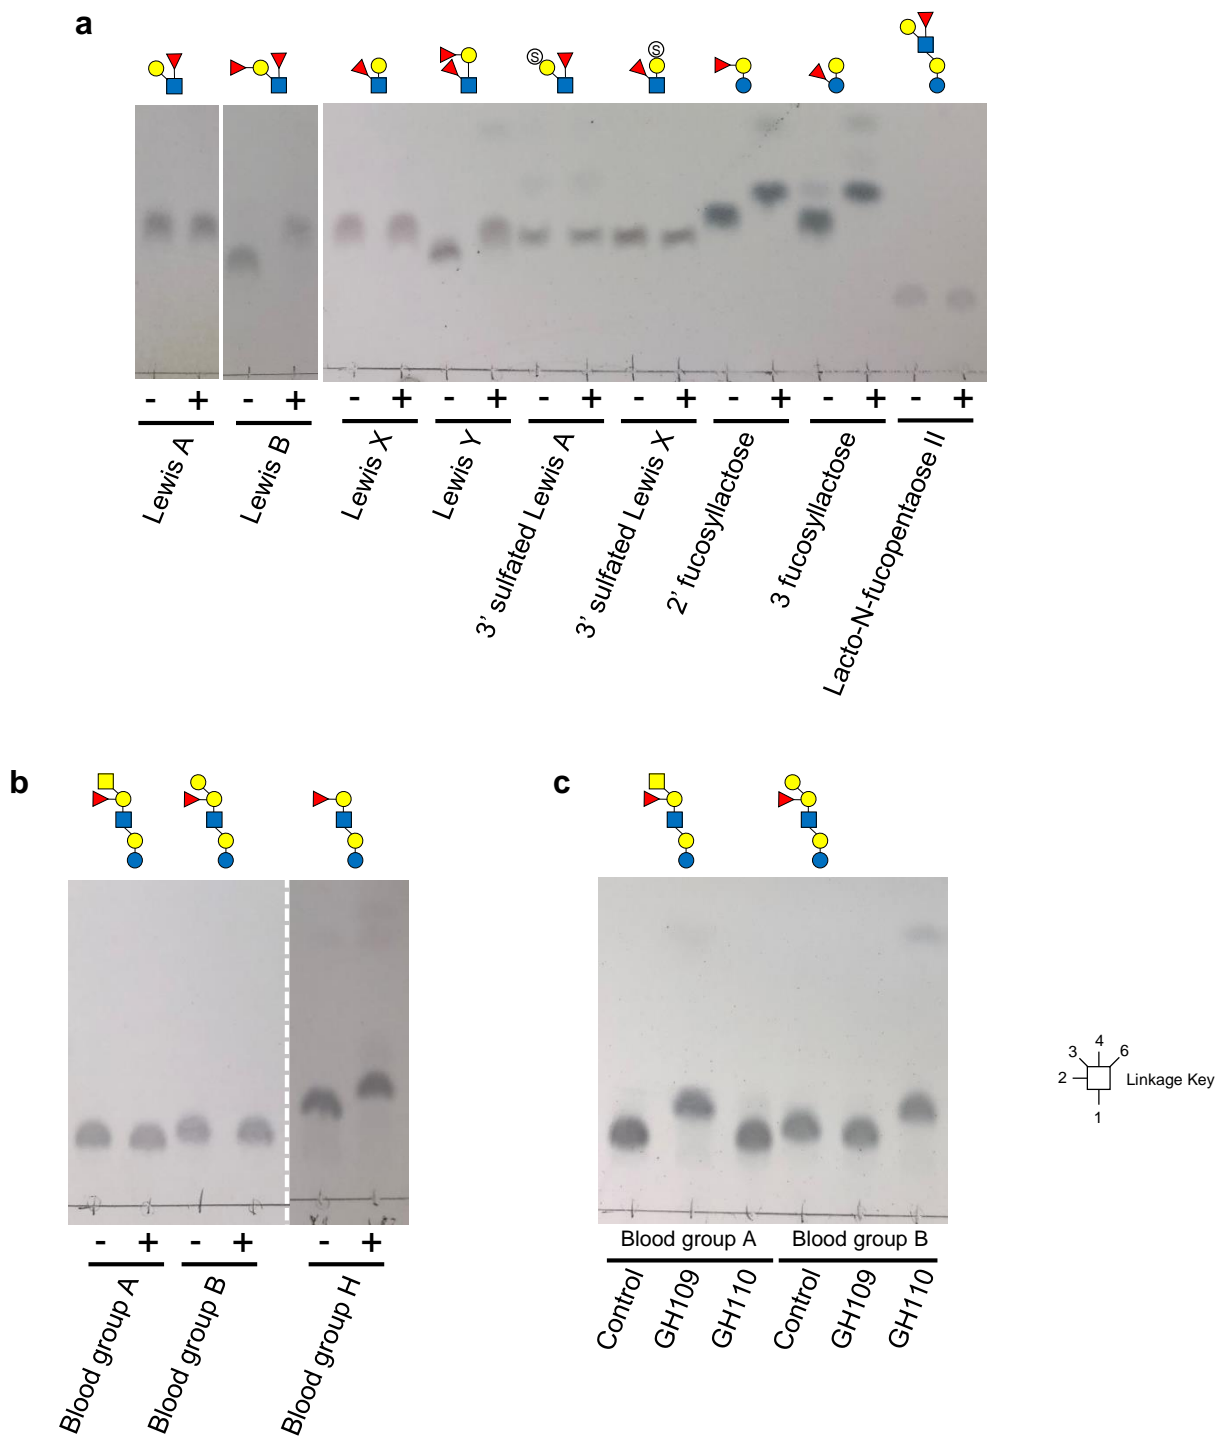 a
S
S
- + - + - + - + - + - + - + - + - +
Lewis A
Lewis B
Lewis X
Lewis Y
3’ sulfated Lewis A
3’ sulfated Lewis X
2’ fucosyllactose
3 fucosyllactose
Lacto-N-fucopentaose II
b
- + - + - +
Blood group A
Blood group B
Blood group H
c
Blood group A
Blood group B
Control
GH109
GH110
Control
GH109
GH110
3 4 6
2
1
Linkage Key